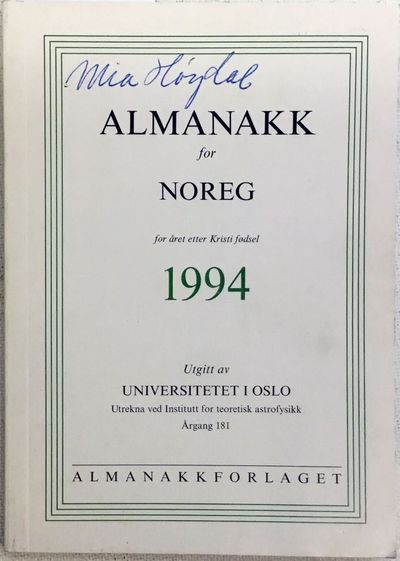 Mia Høydal
ALMANAKK
for
NOREG
for året etter Kristi fødsel
1994
Utgitt av
UNIVERSITETET I OSLO
Utrekna ved Institutt for teoretisk astrofysikk
Årgang 181
ALMANAKKFORLAGET